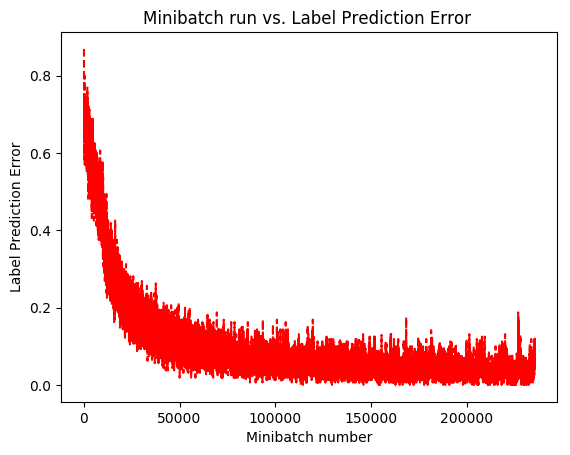 Minibatch run vs. Label Prediction Error
0.8
0.6
0.4
0.2
0.0
Label Prediction Error
0 50000 100000 150000 200000
Minibatch number